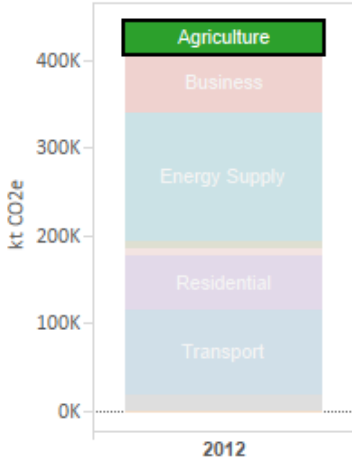 Agriculture
400K
Business
300K
Energy Supply
kt CO2e
200K
Residential
100K
Transport
0K
2012